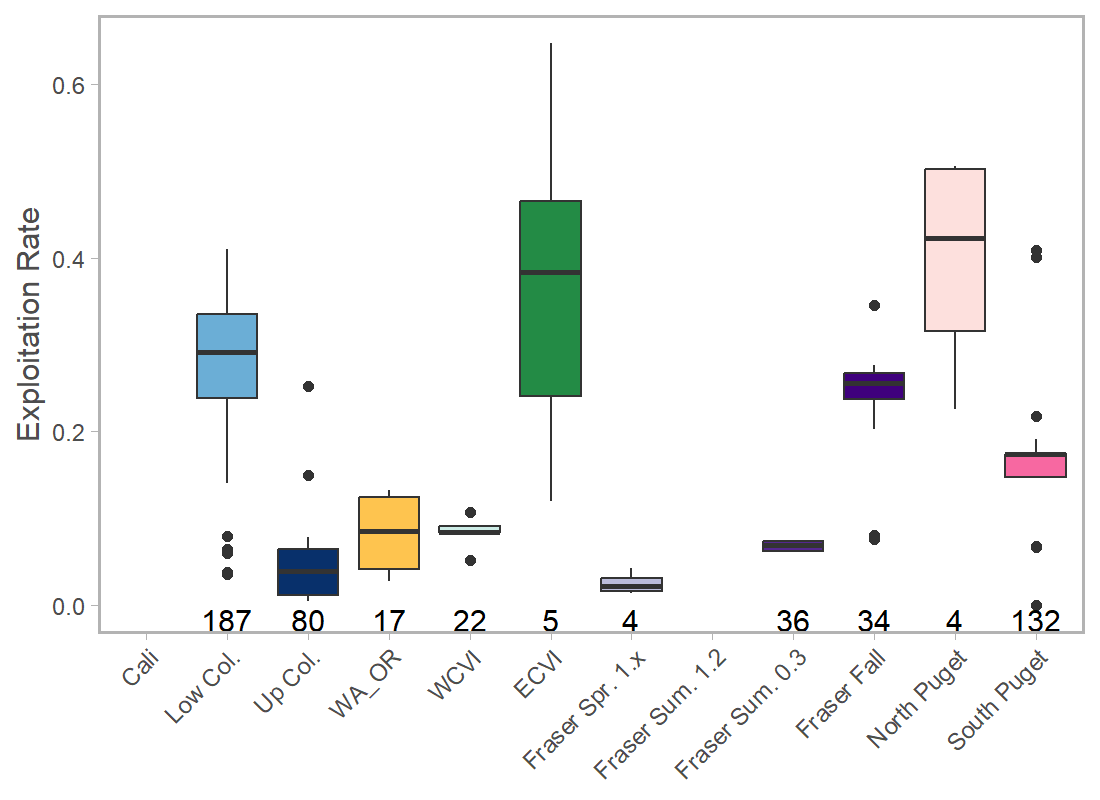 Exploitation Rate
0.6
0.4
0.2
0.0
187 80 17 22 5 4 36 34 4 132
Cali
Low Col.
Up Col.
WA_OR
WCVI
ECVI
Fraser Spr. 1.x
Fraser Sum. 1.2
Fraser Sum. 0.3
Fraser Fall
North Puget
South Puget